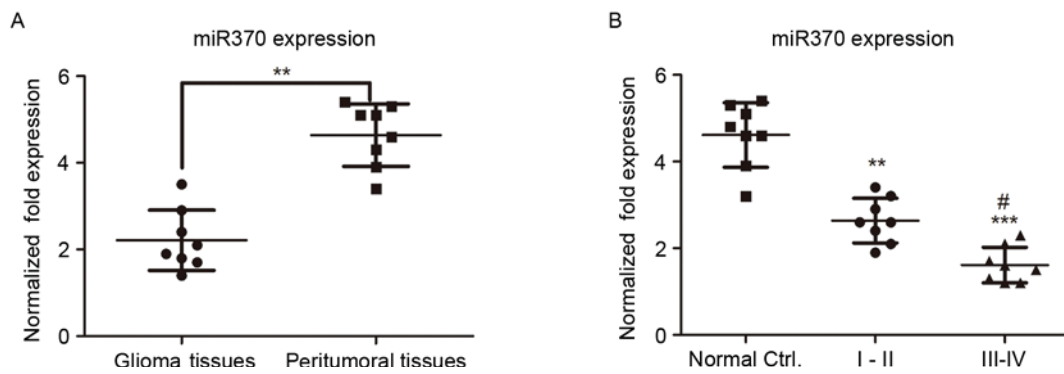 A
miR370 expression
Normalized fold expression
6
4
2
0
**
Glioma tissues
Peritumoral tissues
B
miR370 expression
Normalized fold expression
6
4
2
0
**
#
***
Normal Ctrl.
I - II
III-IV